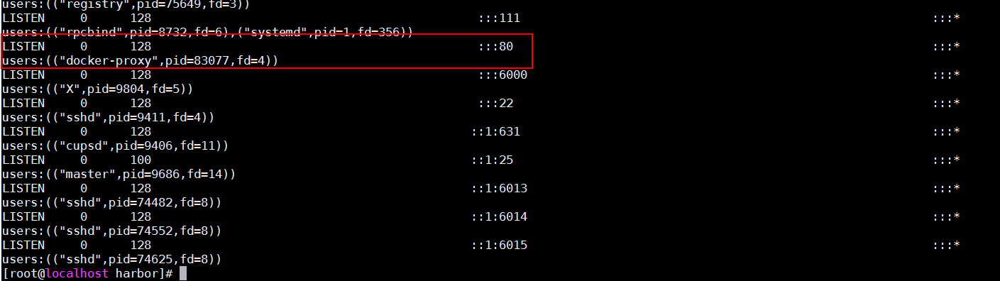 users:(("registry",pid=75649,fd=3))
LISTEN 0 128 :::111 :::*
users:(("rpcbind",pid=8732,fd=6),("systemd",pid=1,fd=356))
LISTEN 0 128 :::80 :::*
users:(("docker-proxy",pid=83077,fd=4))
LISTEN 0 128 :::6000 :::*
users:(("X",pid=9804,fd=5))
LISTEN 0 128 :::22 :::*
users:(("sshd",pid=9411,fd=4))
LISTEN 0 128 ::1:631 :::*
users:(("cupsd",pid=9406,fd=11))
LISTEN 0 100 ::1:25 :::*
users:(("master",pid=9686,fd=14))
LISTEN 0 128 ::1:6013 :::*
users:(("sshd",pid=74482,fd=8))
LISTEN 0 128 ::1:6014 :::*
users:(("sshd",pid=74552,fd=8))
LISTEN 0 128 ::1:6015 :::*
users:(("sshd",pid=74625,fd=8))
[root@localhost harbor]#